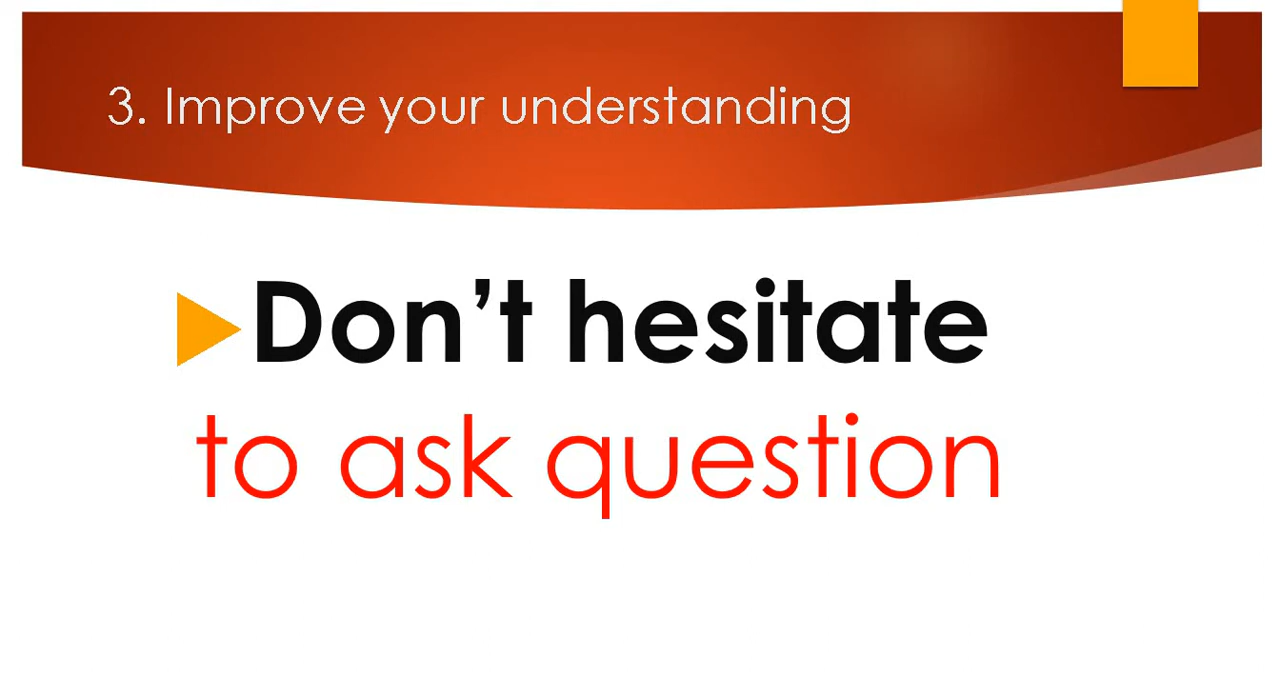 3. Improve your understanding
Don’t hesitate
to ask question